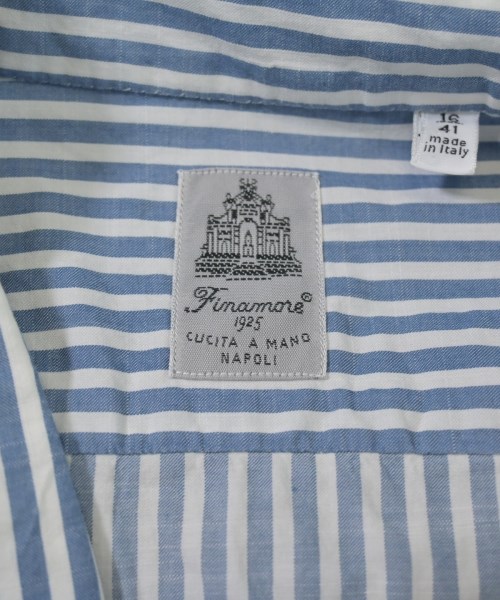 16
41
made
in Italy
Finamore®
1925
CUCITA A MANO
NAPOLI